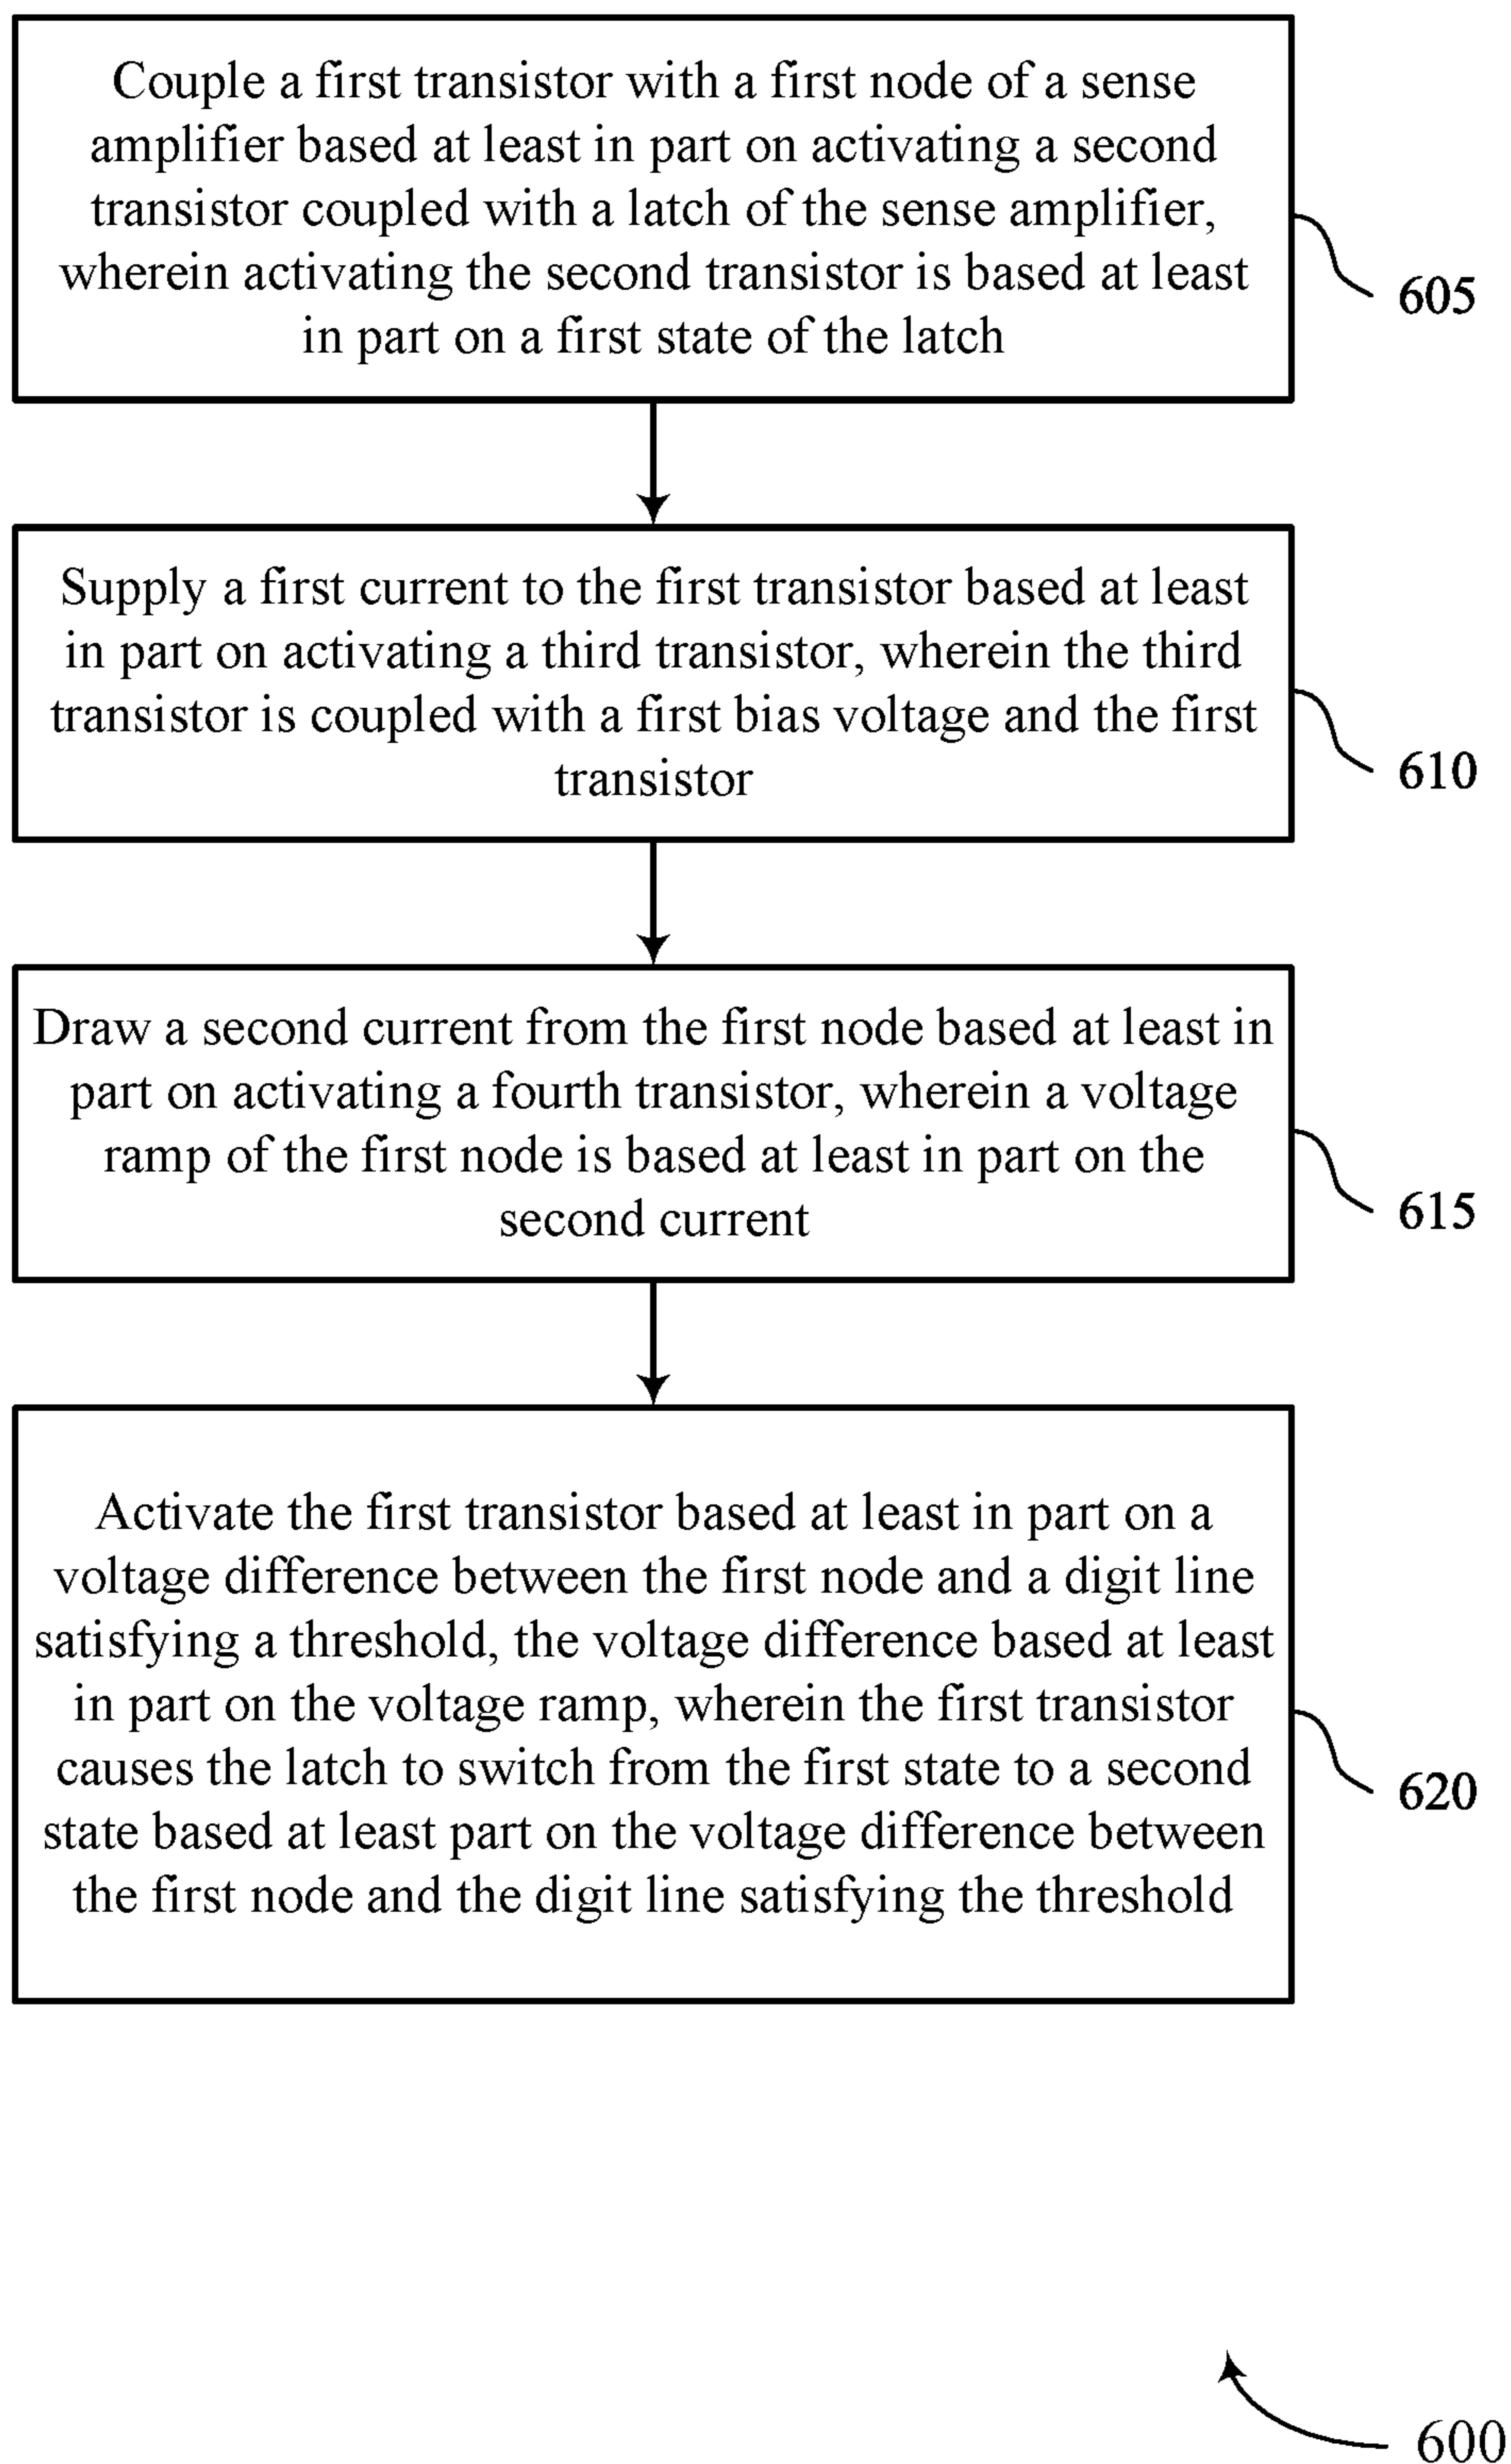 Couple a first transistor with a first node of a sense
amplifier based at least in part on activating a second
transistor coupled with a latch of the sense amplifier,
wherein activating the second transistor is based at least
in part on a first state of the latch
605
Supply a first current to the first transistor based at least
in part on activating a third transistor, wherein the third
transistor is coupled with a first bias voltage and the first
transistor
610
Draw a second current from the first node based at least in
part on activating a fourth transistor, wherein a voltage
ramp of the first node is based at least in part on the
second current
615
Activate the first transistor based at least in part on a
voltage difference between the first node and a digit line
satisfying a threshold, the voltage difference based at least
in part on the voltage ramp, wherein the first transistor
causes the latch to switch from the first state to a second
state based at least part on the voltage difference between
the first node and the digit line satisfying the threshold
620
600